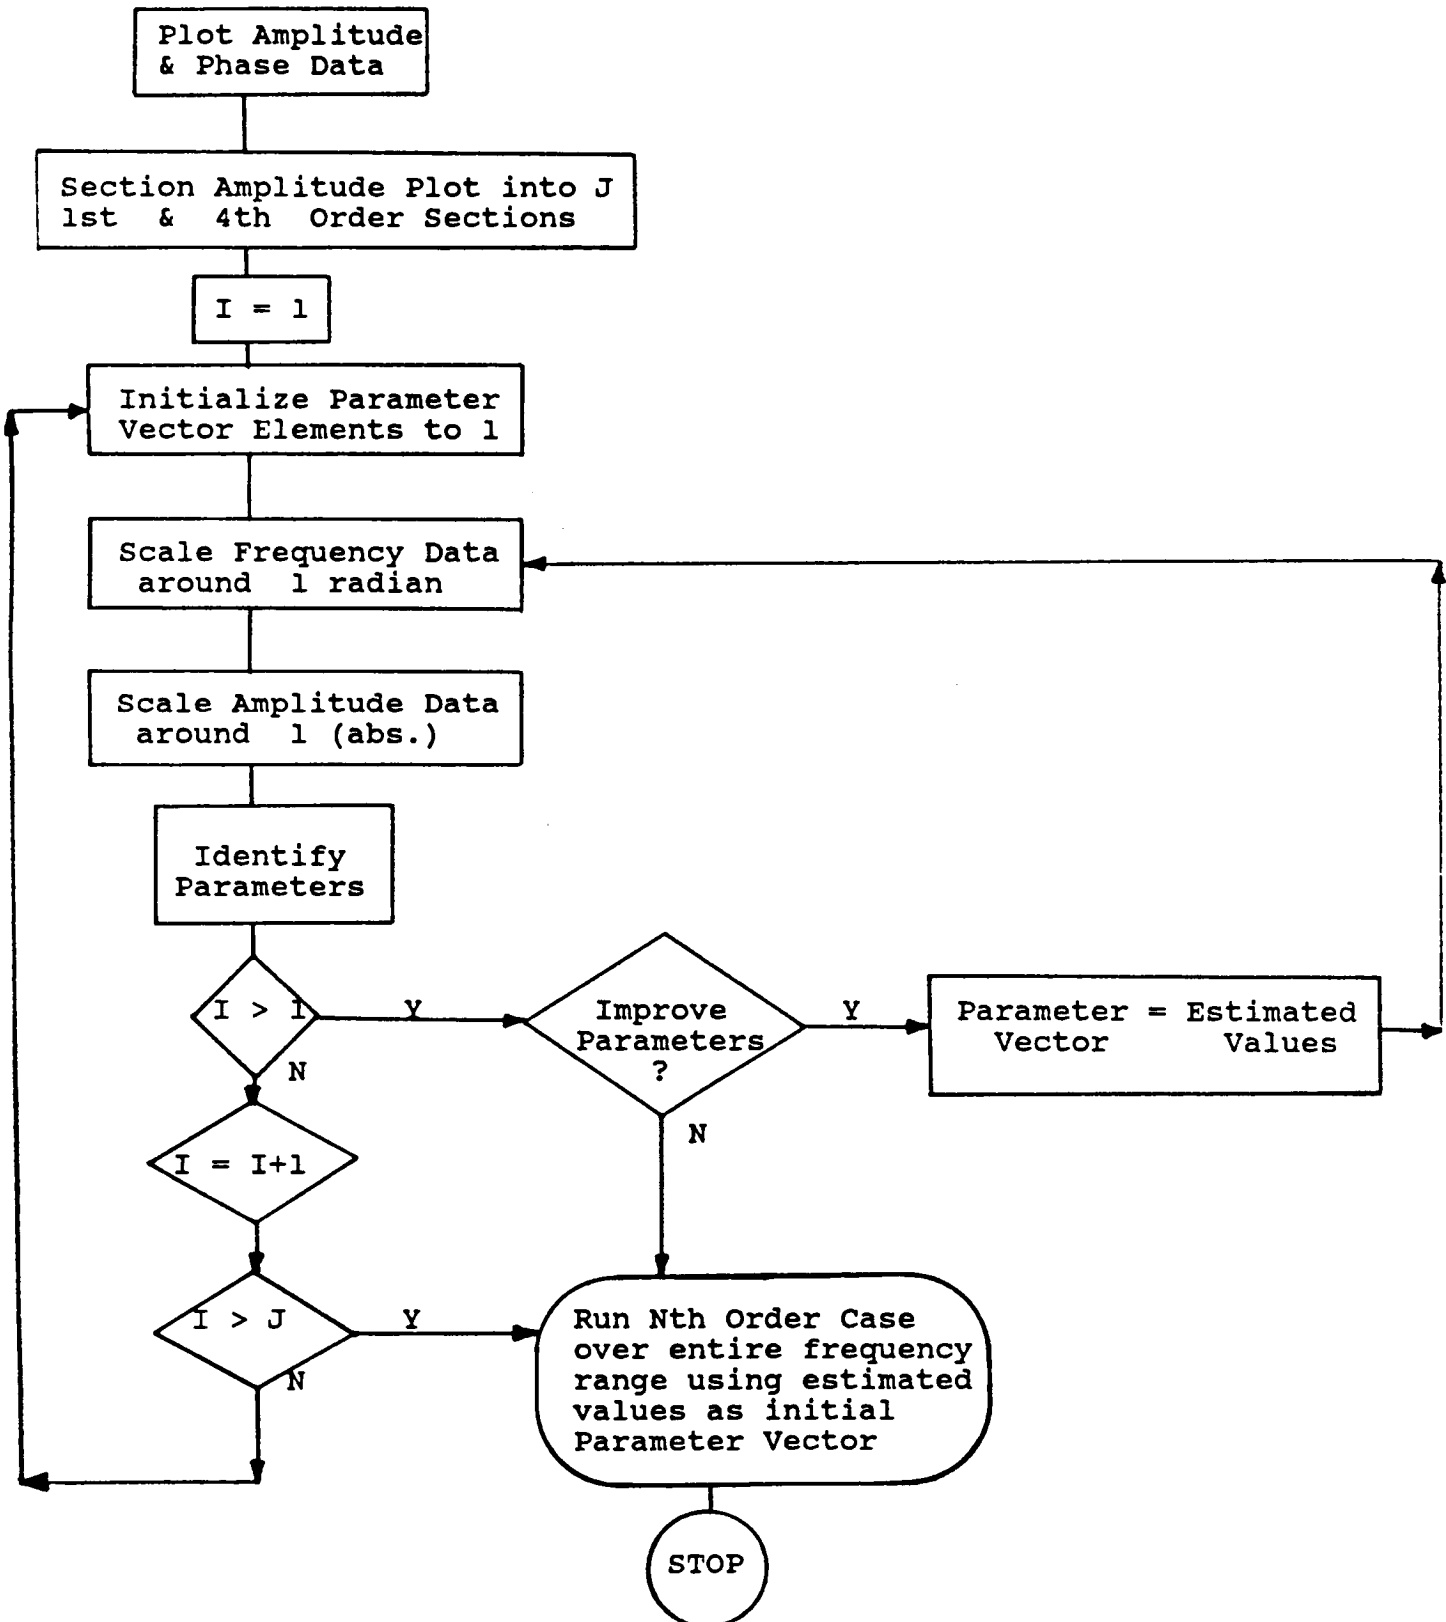 Plot Amplitude
& Phase Data
Section Amplitude Plot into J
1st & 4th Order Sections
I = 1
Initialize Parameter
Vector Elements to 1
Scale Frequency Data
around 1 radian
Scale Amplitude Data
around 1 (abs.)
Identify
Parameters
I > 1
Y
N
Improve
Parameters
?
Y
N
Parameter = Estimated
Vector Values
I = I+1
I > J
Y
N
Run Nth Order Case
over entire frequency
range using estimated
values as initial
Parameter Vector
STOP